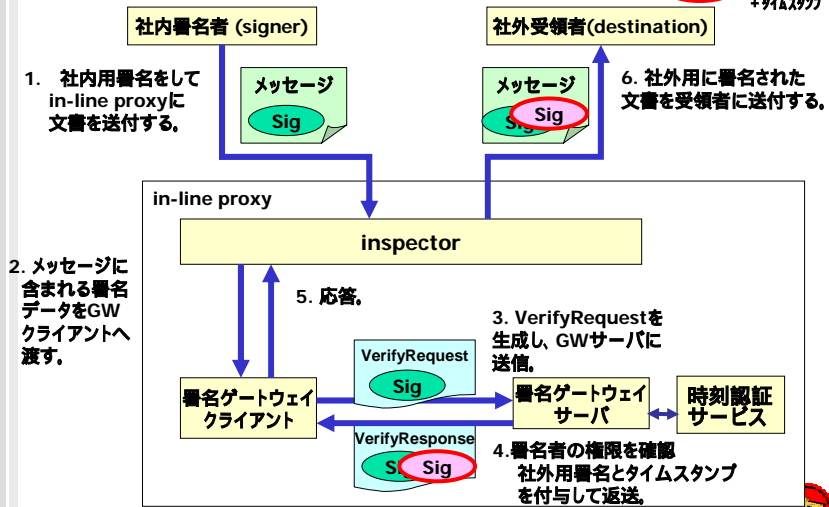 +タイムスタンプ
社内署名者 (signer)
社外受領者(destination)
1. 社内用署名をして
in-line proxyに
文書を送付する。
メッセージ
Sig
メッセージ
Sig
Sig
6. 社外用に署名された
文書を受領者に送付する。
in-line proxy
inspector
2. メッセージに
含まれる署名
データをGW
クライアントへ
渡す。
5. 応答。
3. VerifyRequestを
生成し、GWサーバに
送信。
VerifyRequest
Sig
署名ゲートウェイ
クライアント
署名ゲートウェイ
サーバ
時刻認証
サービス
VerifyResponse
Sig
Sig
4.署名者の権限を確認
社外用署名とタイムスタンプ
を付与して返送。